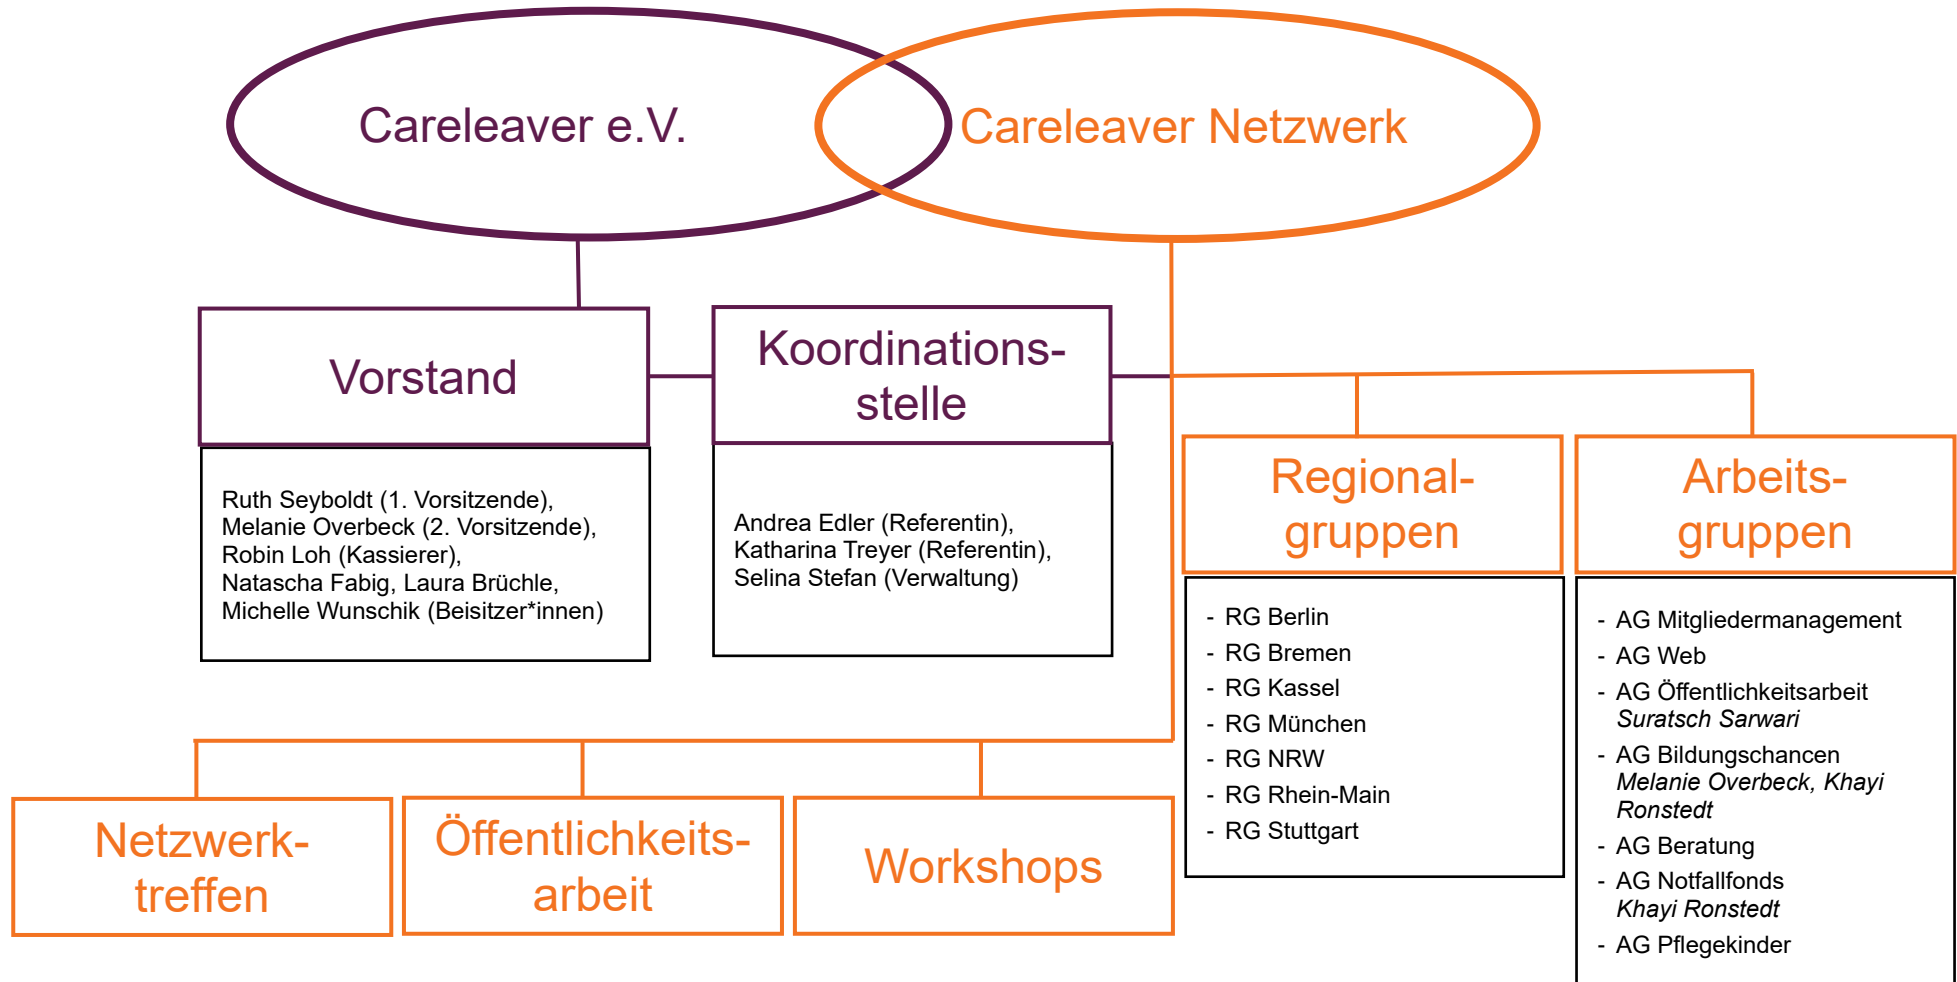 Careleaver e.V.
Careleaver Netzwerk
Vorstand
Koordinations-
stelle
Ruth Seyboldt (1. Vorsitzende),
Melanie Overbeck (2. Vorsitzende),
Robin Loh (Kassierer),
Natascha Fabig, Laura Brüchle,
Michelle Wunschik (Beisitzer*innen)
Andrea Edler (Referentin),
Katharina Treyer (Referentin),
Selina Stefan (Verwaltung)
Regional-
gruppen
- RG Berlin
- RG Bremen
- RG Kassel
- RG München
- RG NRW
- RG Rhein-Main
- RG Stuttgart
Arbeits-
gruppen
- AG Mitgliedermanagement
- AG Web
- AG Öffentlichkeitsarbeit
Suratsch Sarwari
- AG Bildungschancen
Melanie Overbeck, Khayi
Ronstedt
- AG Beratung
- AG Notfallfonds
Khayi Ronstedt
- AG Pflegekinder
Netzwerk-
treffen
Öffentlichkeits-
arbeit
Workshops